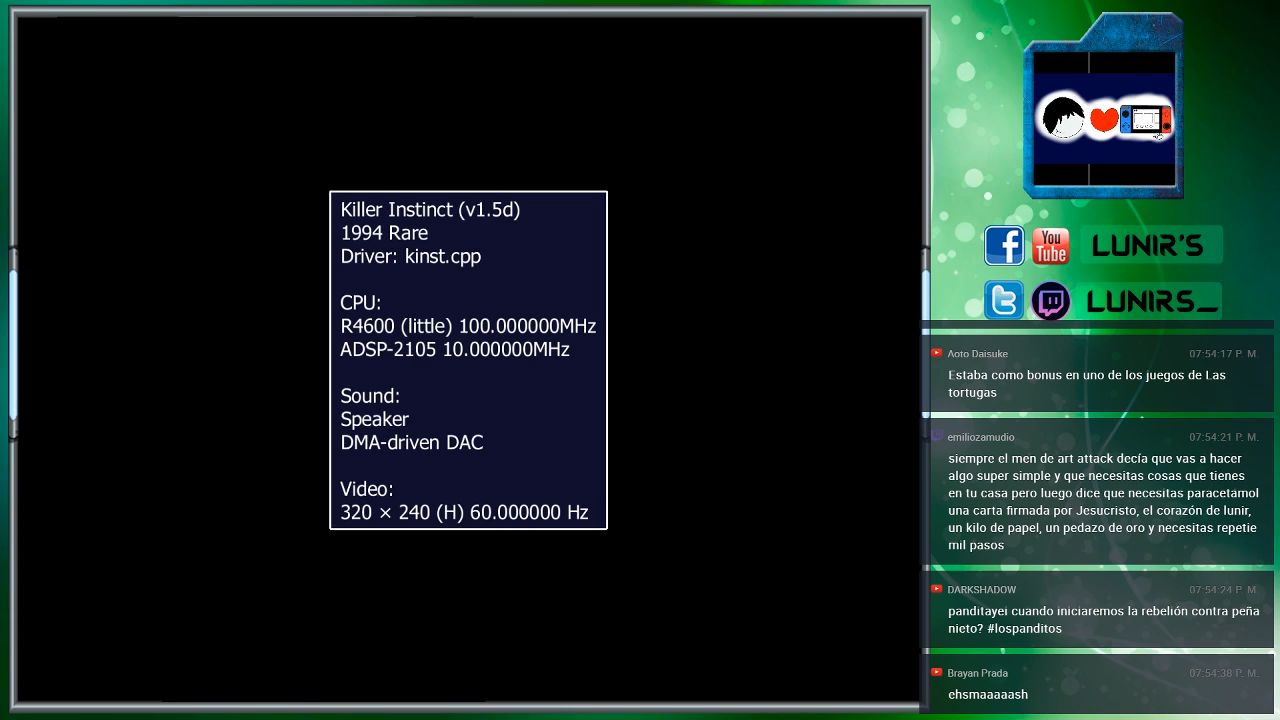 Killer Instinct (v1.5d)
1994 Rare
Driver: kinst.cpp
CPU:
R4600 (little) 100.000000MHz
ADSP-2105 10.000000MHz
Sound:
Speaker
DMA-driven DAC
Video:
320 × 240 (H) 60.000000 Hz
You
Tube
LUNIR'S
LUNIRS_
Aoto Daisuke 07:54:17 P. M.
Estaba como bonus en uno de los juegos de Las
tortugas
emiliozamudio 07:54:21 P. M.
siempre el men de art attack decía que vas a hacer
algo super simple y que necesitas cosas que tienes
en tu casa pero luego dice que necesitas paracetamol
una carta firmada por Jesucristo, el corazón de lunir,
un kilo de papel, un pedazo de oro y necesitas repetie
mil pasos
DARKSHADOW 07:54:24 P. M.
panditayei cuando iniciaremos la rebelión contra peña
nieto? #lospanditos
Brayan Prada 07:54:38 P. M.
ehsmaaaaash